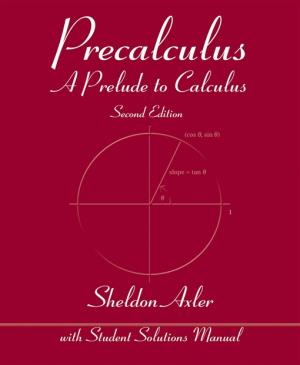 Precalculus
A Prelude to Calculus
Second Edition
(cos θ, sin θ)
slope = tan θ
θ
1
Sheldon Axler
with Student Solutions Manual